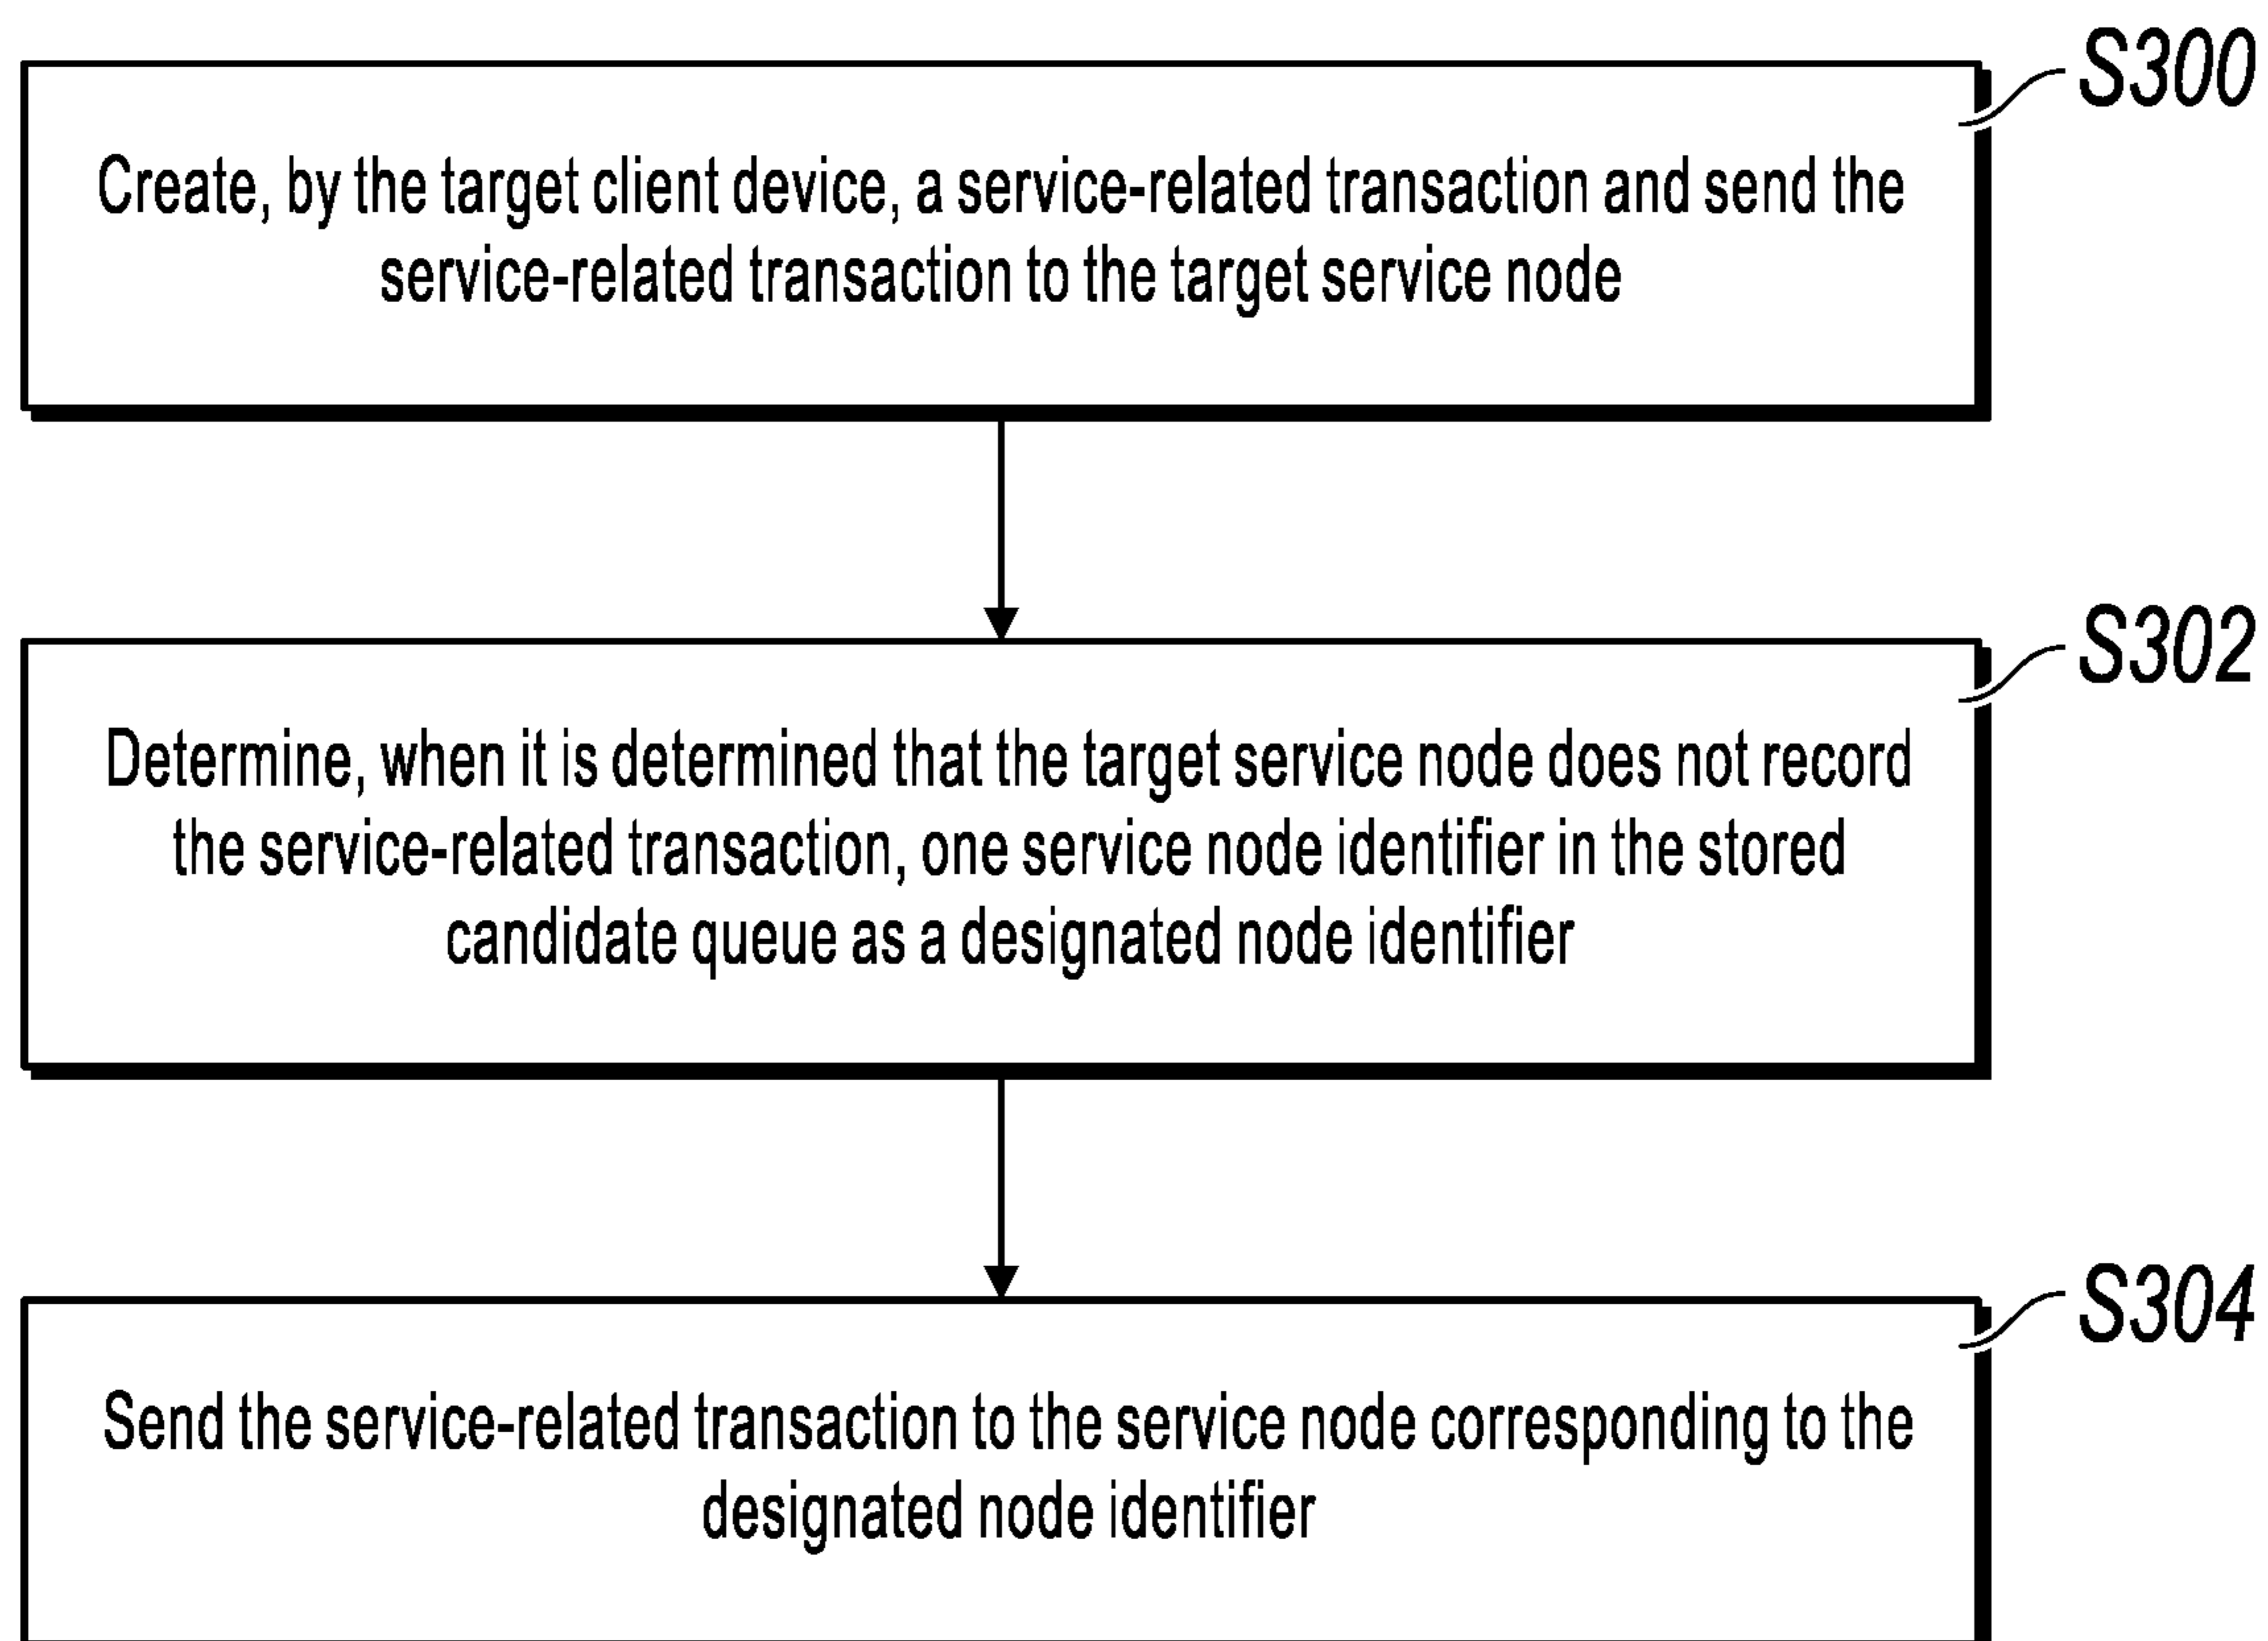 S300
Create, by the target client device, a service-related transaction and send the
service-related transaction to the target service node
S302
Determine, when it is determined that the target service node does not record
the service-related transaction, one service node identifier in the stored
candidate queue as a designated node identifier
S304
Send the service-related transaction to the service node corresponding to the
designated node identifier